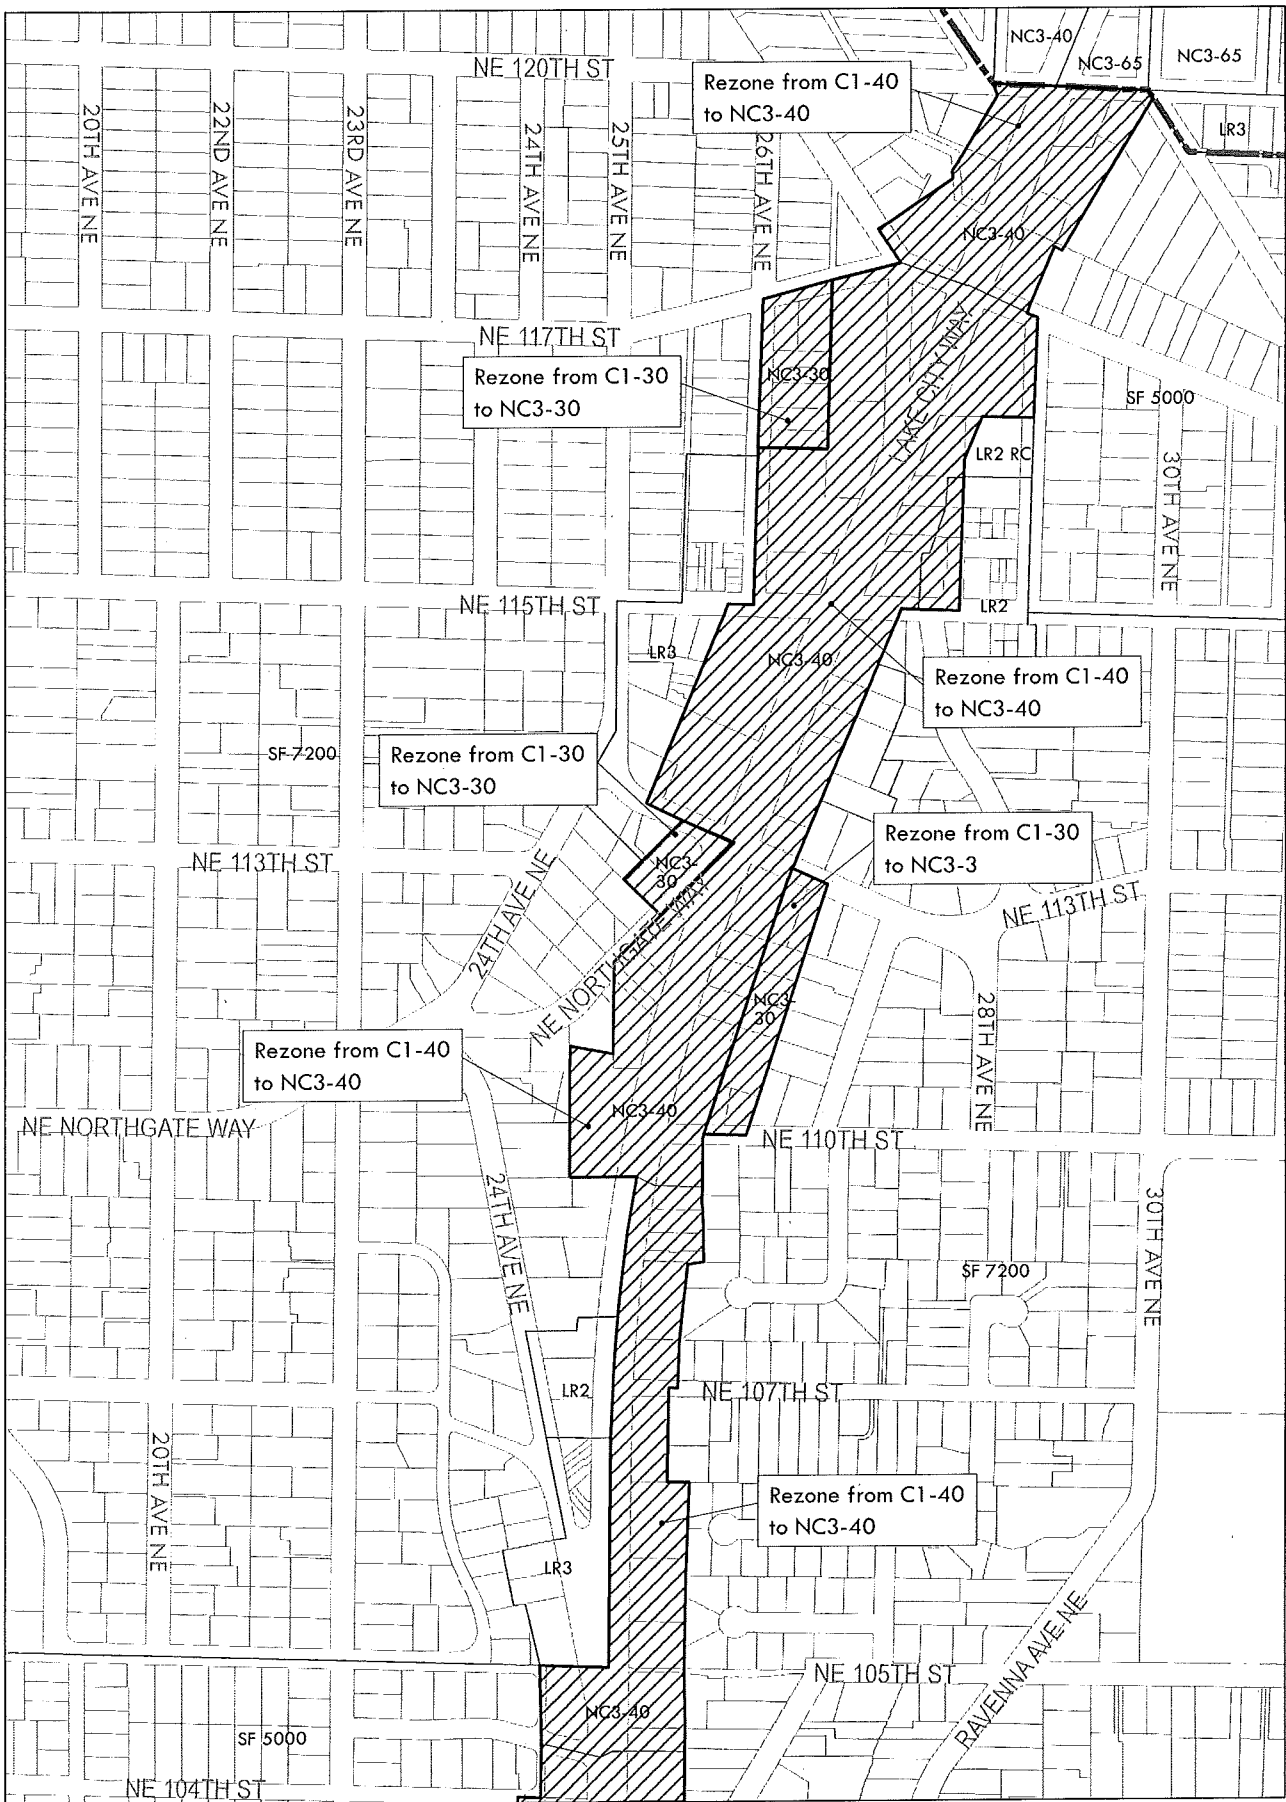 NC3-40
NC3-65
NC3-65
NE 120TH ST
Rezone from C1-40
to NC3-40
LR3
20TH AVE NE
22ND AVE NE
23RD AVE NE
24TH AVE NE
25TH AVE NE
26TH AVE NE
NC3-40
NE 117TH ST
LAKE CITY WAY
Rezone from C1-30
to NC3-30
NC3-30
SF 5000
LR2 RC
30TH AVE NE
NE 115TH ST
LR2
LR3
NC3-40
Rezone from C1-40
to NC3-40
SF 7200
Rezone from C1-30
to NC3-30
Rezone from C1-30
to NC3-3
NE 113TH ST
NC3-
30
24TH AVE NE
NE 113TH ST
NE NORTHGATE WAY
NC3-
30
28TH AVE NE
Rezone from C1-40
to NC3-40
NC3-40
NE NORTHGATE WAY
NE 110TH ST
24TH AVE NE
30TH AVE NE
SF 7200
LR2
NE 107TH ST
20TH AVE NE
Rezone from C1-40
to NC3-40
LR3
NE 105TH ST
RAVENNA AVE NE
NC3-40
SF 5000
NE 104TH ST